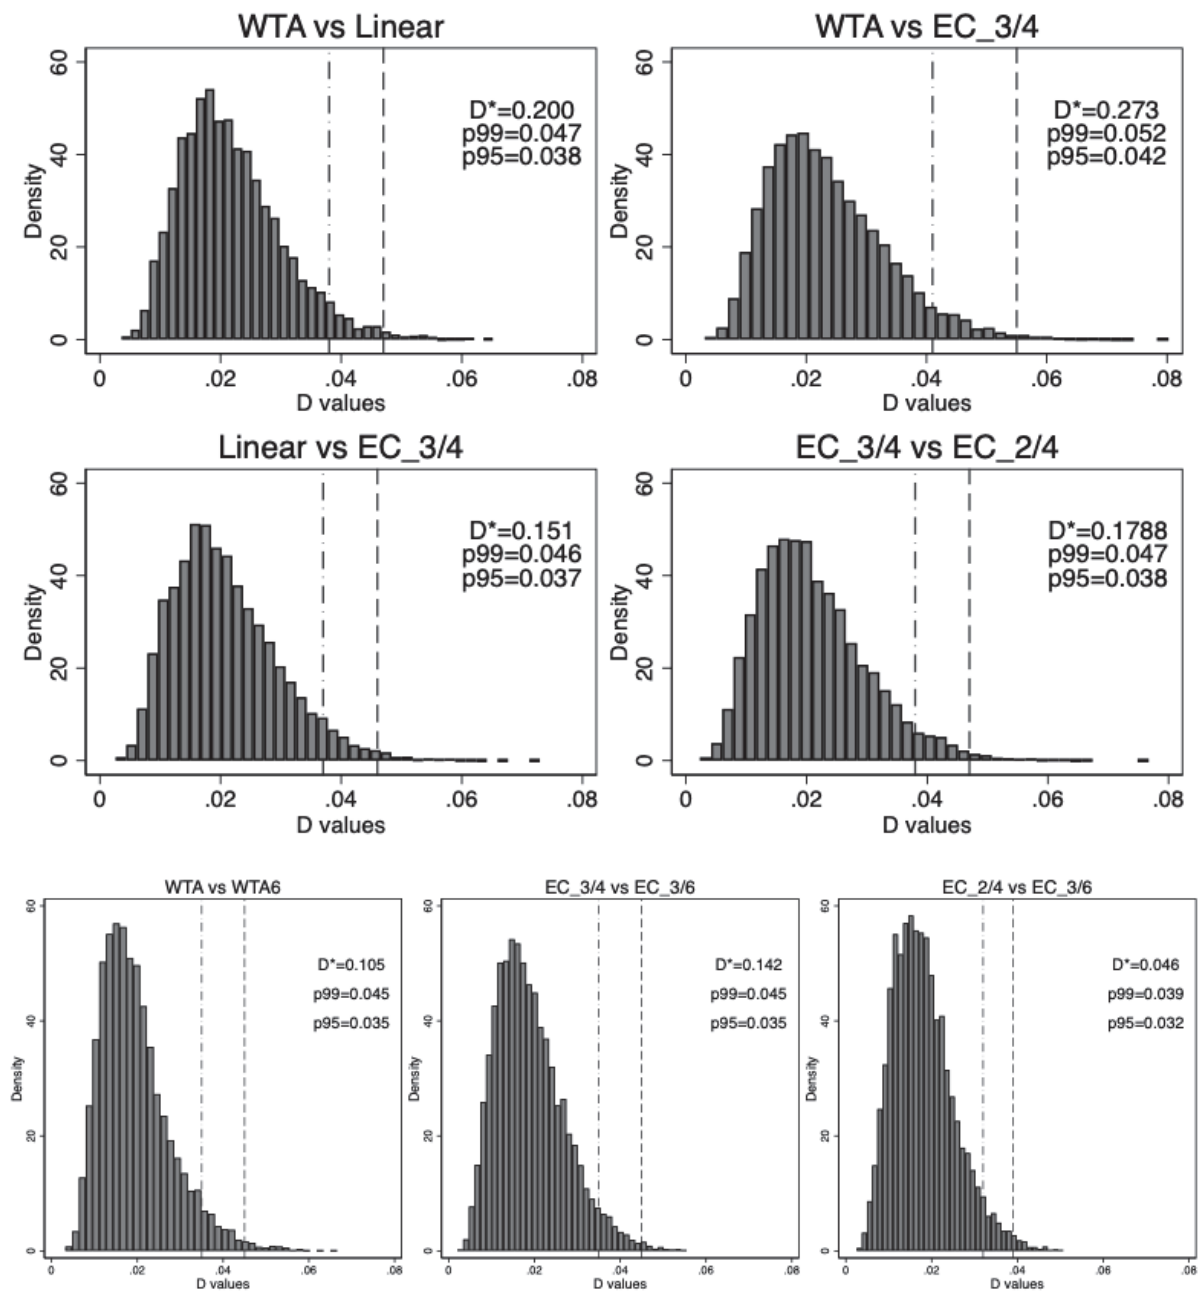 WTA vs Linear
60
40
20
0
Density
D*=0.200
p99=0.047
p95=0.038
0 .02 .04 .06 .08
D values
WTA vs EC_3/4
60
40
20
0
Density
D*=0.273
p99=0.052
p95=0.042
0 .02 .04 .06 .08
D values
Linear vs EC_3/4
60
40
20
0
Density
D*=0.151
p99=0.046
p95=0.037
0 .02 .04 .06 .08
D values
EC_3/4 vs EC_2/4
60
40
20
0
Density
D*=0.1788
p99=0.047
p95=0.038
0 .02 .04 .06 .08
D values
WTA vs WTA6
60
40
20
0
Density
D*=0.105
p99=0.045
p95=0.035
0 .02 .04 .06 .08
D values
EC_3/4 vs EC_3/6
60
40
20
0
Density
D*=0.142
p99=0.045
p95=0.035
0 .02 .04 .06 .08
D values
EC_2/4 vs EC_3/6
60
40
20
0
Density
D*=0.046
p99=0.039
p95=0.032
0 .02 .04 .06 .08
D values